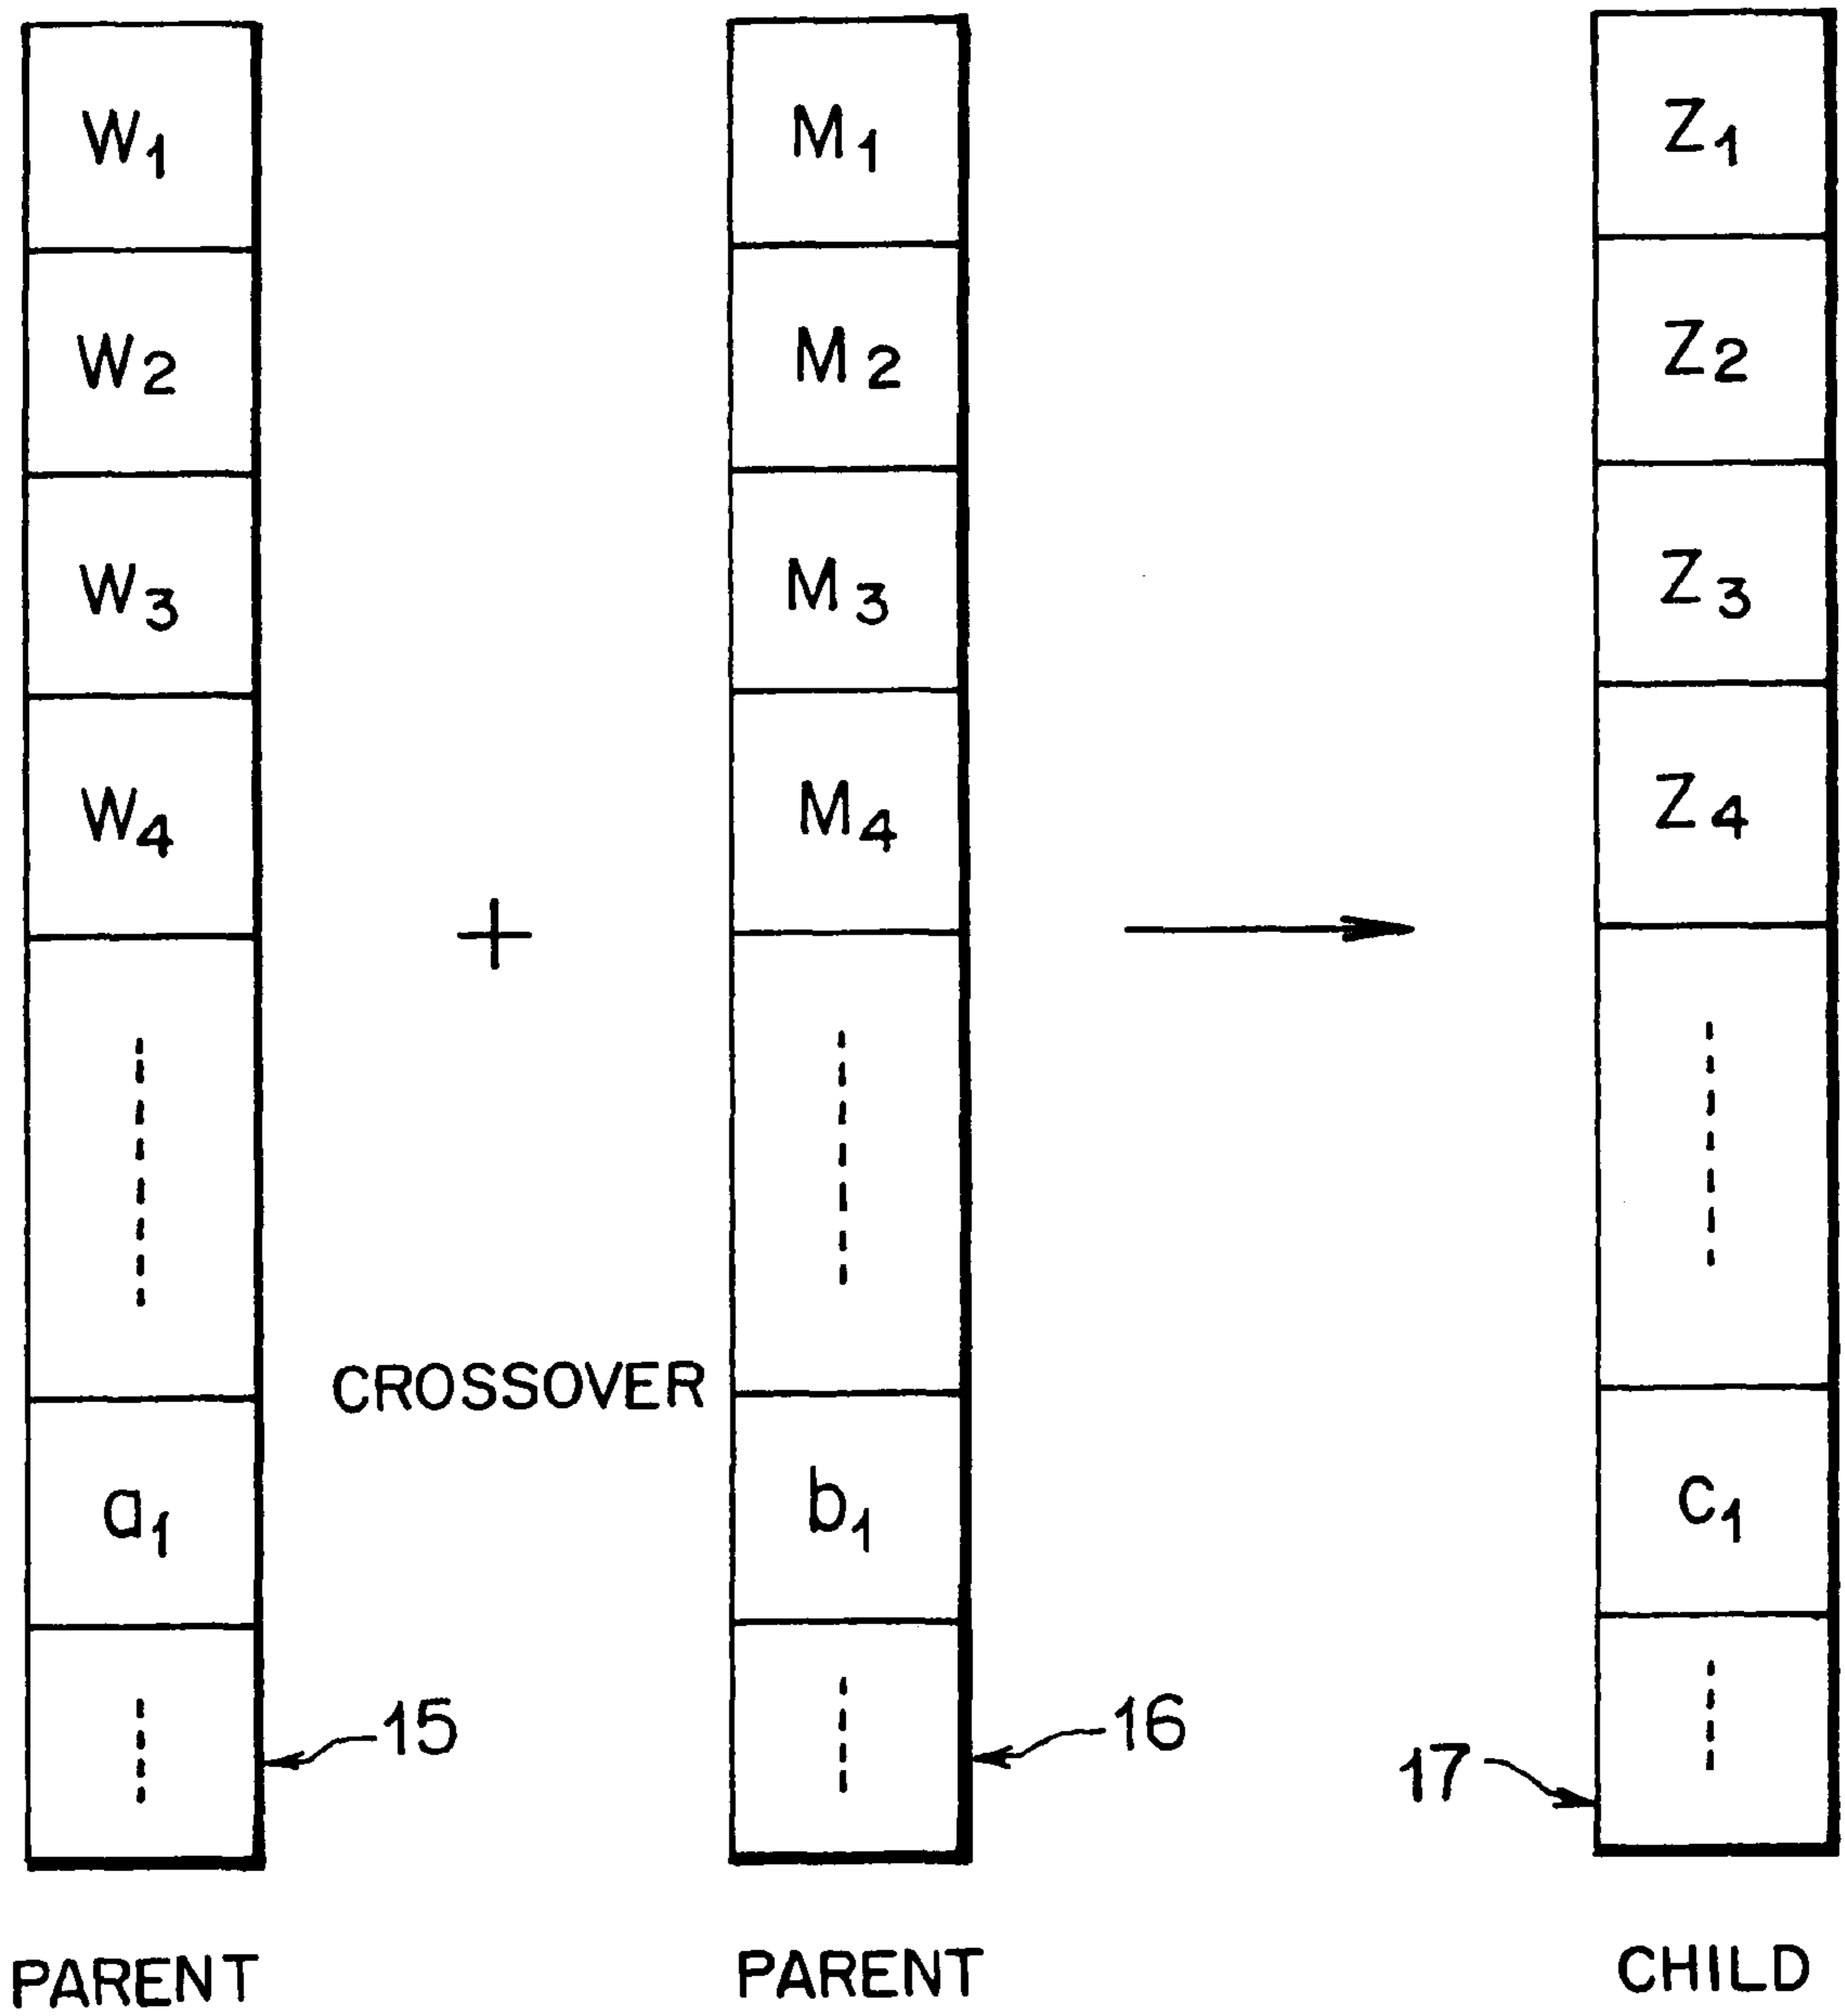 W1 M1 Z1
W2 M2 Z2
W3 M3 Z3
W4 M4 Z4
+
CROSSOVER
a1 b1 c1
15 16 17
PARENT PARENT CHILD